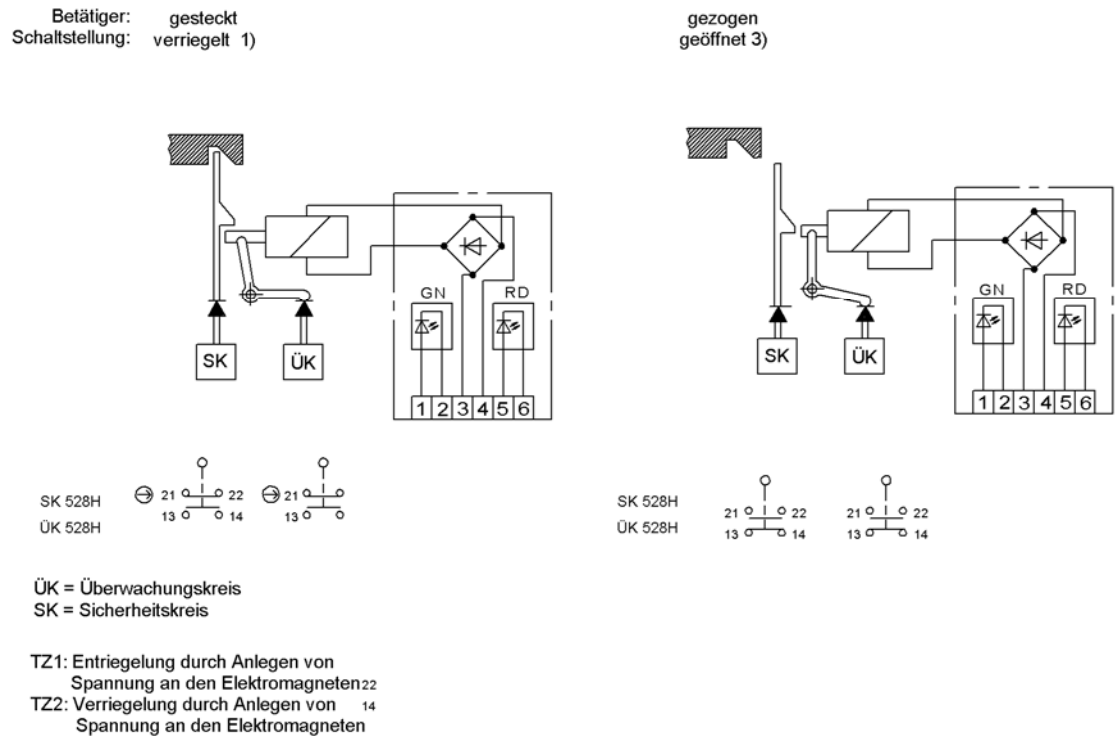 Betätiger: gesteckt gezogen
Schaltstellung: verriegelt 1) geöffnet 3)
GN RD
SK ÜK
1 2 3 4 5 6
GN RD
SK ÜK
1 2 3 4 5 6
SK 528H 21 22 21
ÜK 528H 13 14 13
SK 528H 21 22 21 22
ÜK 528H 13 14 13 14
ÜK = Überwachungskreis
SK = Sicherheitskreis
TZ1: Entriegelung durch Anlegen von
Spannung an den Elektromagneten 22
TZ2: Verriegelung durch Anlegen von 14
Spannung an den Elektromagneten